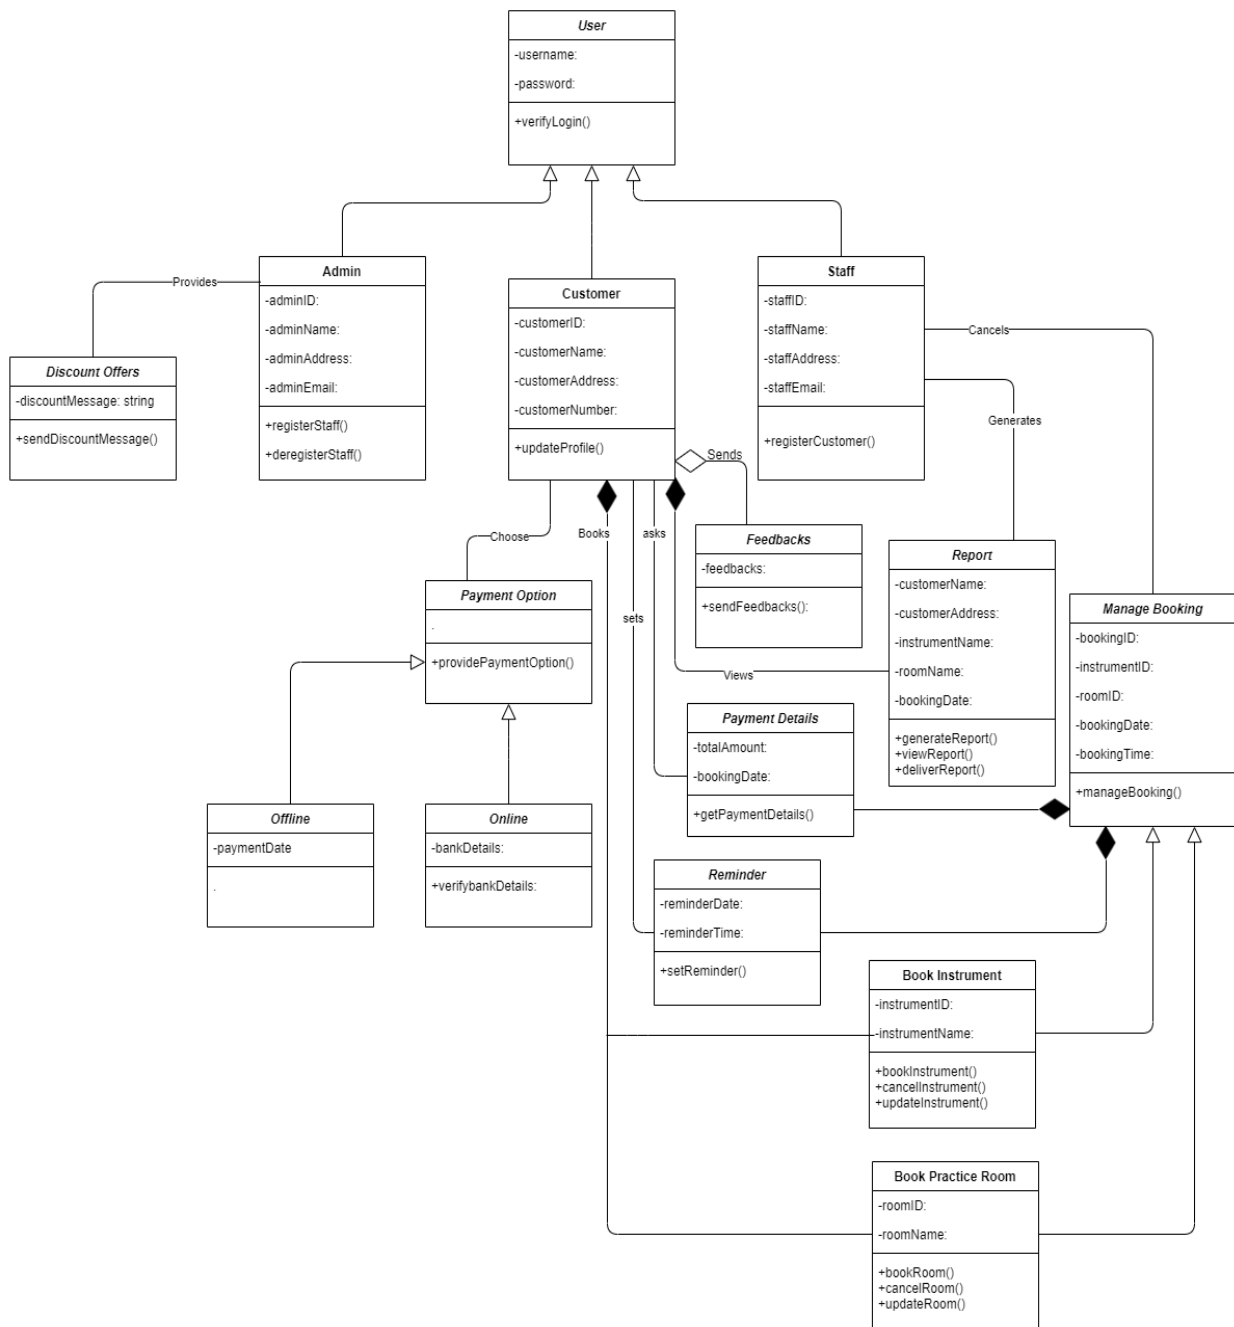 User
-username:
-password:
+verifyLogin()
Admin
-adminID:
-adminName:
-adminAddress:
-adminEmail:
+registerStaff()
+deregisterStaff()
Provides
Discount Offers
-discountMessage: string
+sendDiscountMessage()
Customer
-customerID:
-customerName:
-customerAddress:
-customerNumber:
+updateProfile()
Staff
-staffID:
-staffName:
-staffAddress:
-staffEmail:
+registerCustomer()
Cancels
Generates
Sends
Choose
Books
asks
sets
Views
Feedbacks
-feedbacks:
+sendFeedbacks():
Report
-customerName:
-customerAddress:
-instrumentName:
-roomName:
-bookingDate:
+generateReport()
+viewReport()
+deliverReport()
Manage Booking
-bookingID:
-instrumentID:
-roomID:
-bookingDate:
-bookingTime:
+manageBooking()
Payment Option
.
+providePaymentOption()
Payment Details
-totalAmount:
-bookingDate:
+getPaymentDetails()
Offline
-paymentDate
.
Online
-bankDetails:
+verifybankDetails:
Reminder
-reminderDate:
-reminderTime:
+setReminder()
Book Instrument
-instrumentID:
-instrumentName:
+bookInstrument()
+cancelInstrument()
+updateInstrument()
Book Practice Room
-roomID:
-roomName:
+bookRoom()
+cancelRoom()
+updateRoom()